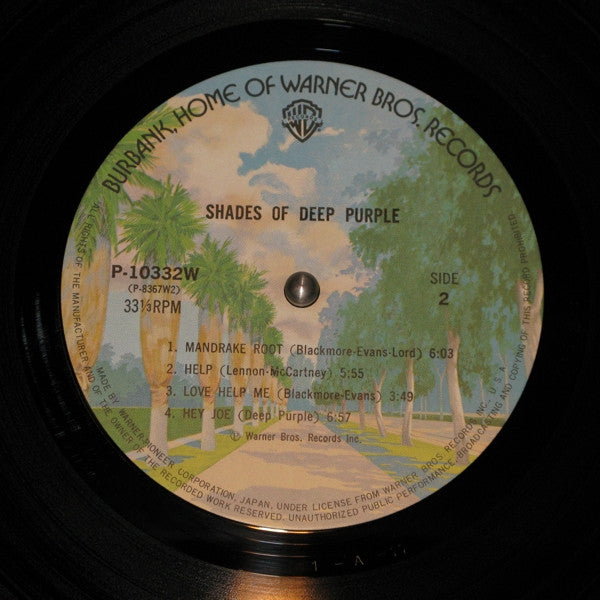 BURBANK, HOME OF WARNER BROS. RECORDS
SHADES OF DEEP PURPLE
P-10332W
(P-8367W2)
33⅓RPM
SIDE
2
1. MANDRAKE ROOT (Blackmore-Evans-Lord) 6:03
2. HELP (Lennon-McCartney) 5:55
3. LOVE HELP ME (Blackmore-Evans) 3:49
4. HEY JOE (Deep Purple) 6:57
Ⓟ Warner Bros. Records Inc.
MADE BY WARNER-PIONEER CORPORATION, JAPAN, UNDER LICENSE FROM WARNER BROS. RECORDS INC., U.S.A.
ALL RIGHTS OF THE MANUFACTURER AND OF THE OWNER OF THE RECORDED WORK RESERVED. UNAUTHORIZED PUBLIC PERFORMANCE, BROADCASTING AND COPYING OF THIS RECORD PROHIBITED.
1-A-